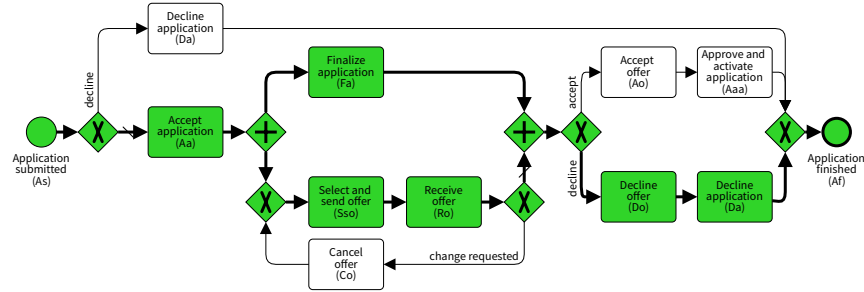 Decline
application
(Da)
decline
Application
submitted
(As)
Accept
application
(Aa)
Finalize
application
(Fa)
Select and
send offer
(Sso)
Receive
offer
(Ro)
Cancel
offer
(Co)
change requested
accept
decline
Accept
offer
(Ao)
Approve and
activate
application
(Aaa)
Decline
offer
(Do)
Decline
application
(Da)
Application
finished
(Af)